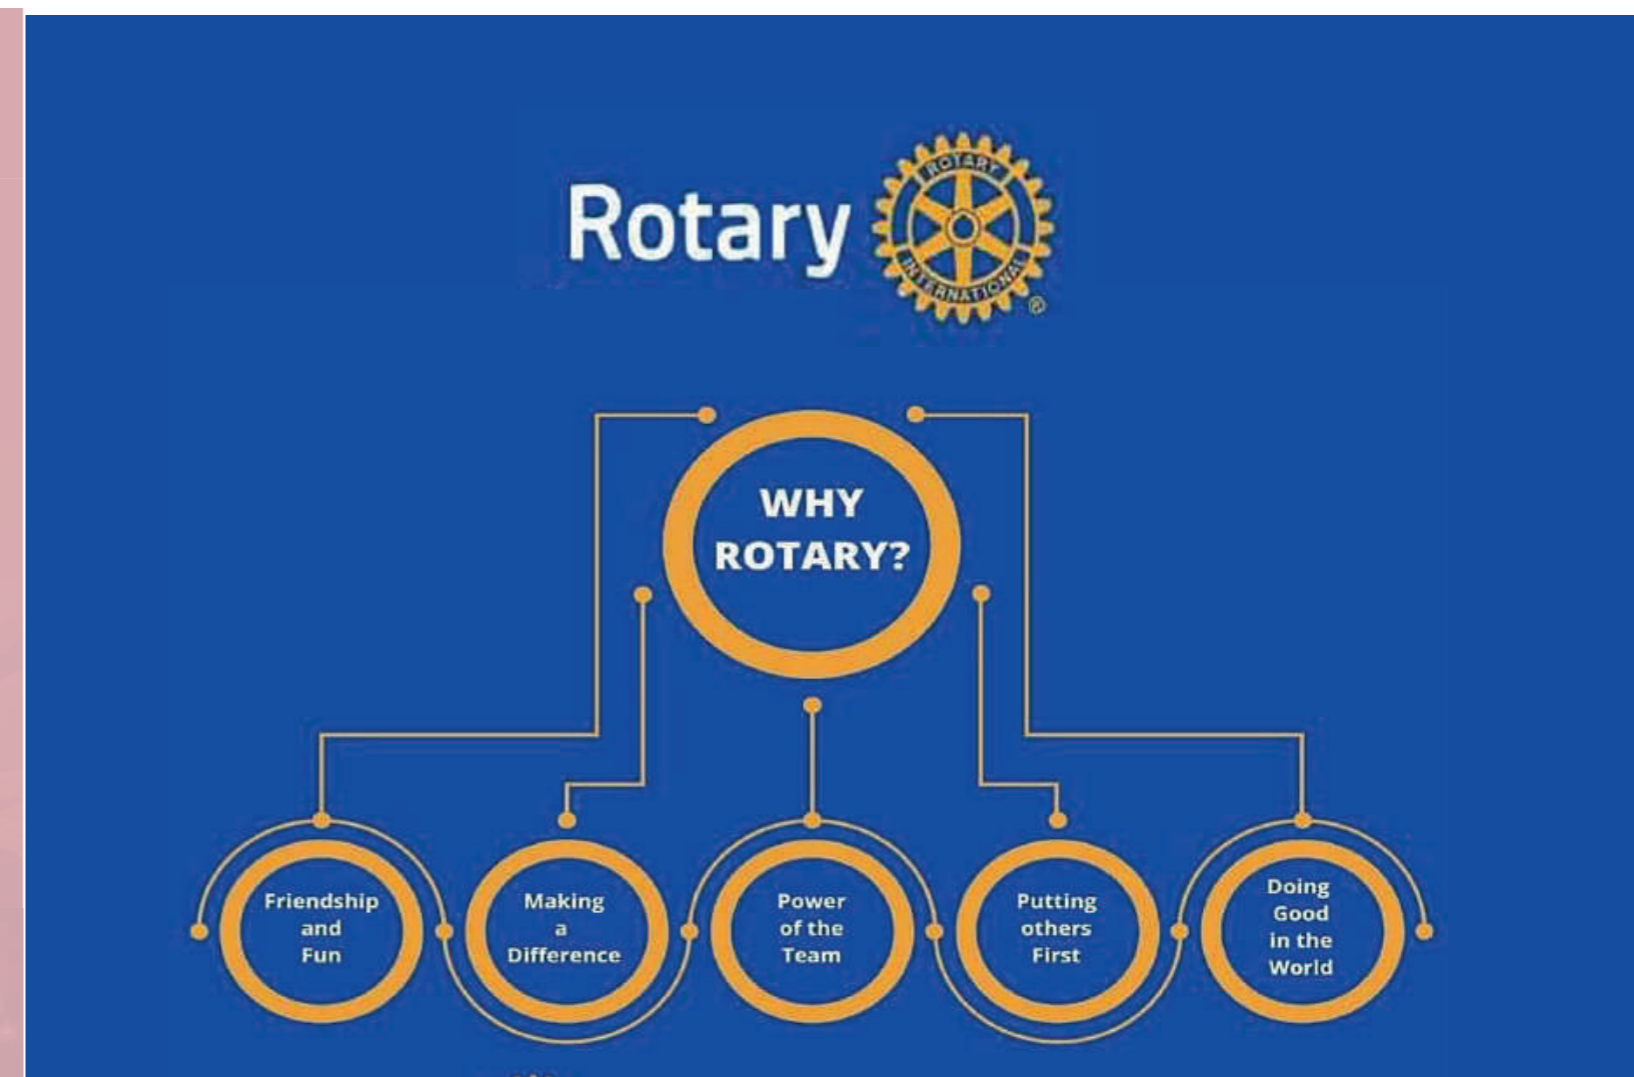 Rotary
ROTARY
INTERNATIONAL
®
WHY
ROTARY?
Friendship
and
Fun
Making
a
Difference
Power
of the
Team
Putting
others
First
Doing
Good
in the
World